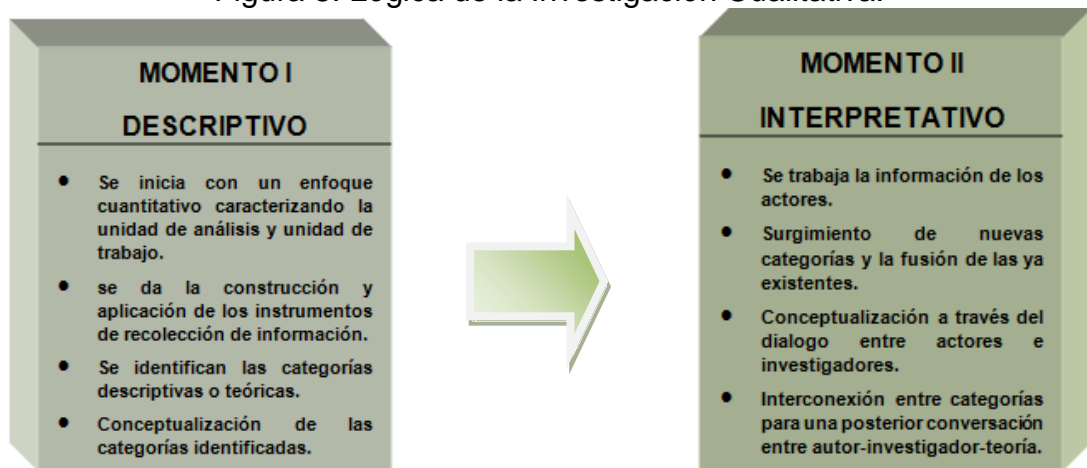 Figura 3. Lógica de la Investigación Cualitativa.
MOMENTO I
DESCRIPTIVO
● Se inicia con un enfoque
cuantitativo caracterizando la
unidad de análisis y unidad de
trabajo.
● se da la construcción y
aplicación de los instrumentos
de recolección de información.
● Se identifican las categorías
descriptivas o teóricas.
● Conceptualización de las
categorías identificadas.
MOMENTO II
INTERPRETATIVO
● Se trabaja la información de los
actores.
● Surgimiento de nuevas
categorías y la fusión de las ya
existentes.
● Conceptualización a través del
dialogo entre actores e
investigadores.
● Interconexión entre categorías
para una posterior conversación
entre autor-investigador-teoría.